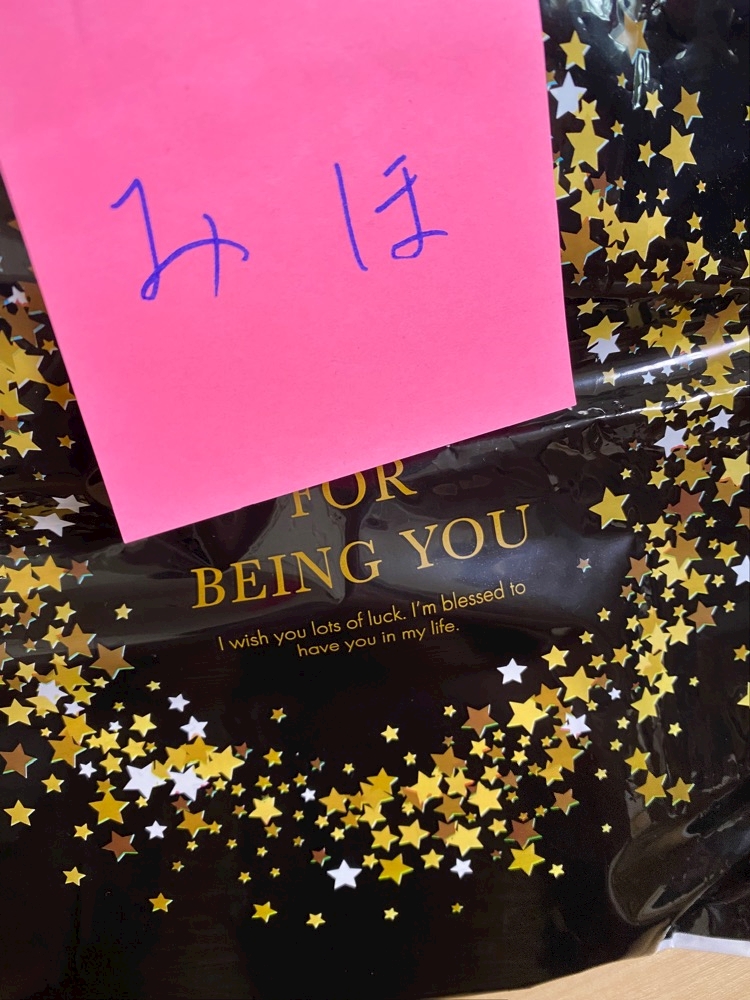 みほ
FOR
BEING YOU
I wish you lots of luck. I'm blessed to
have you in my life.